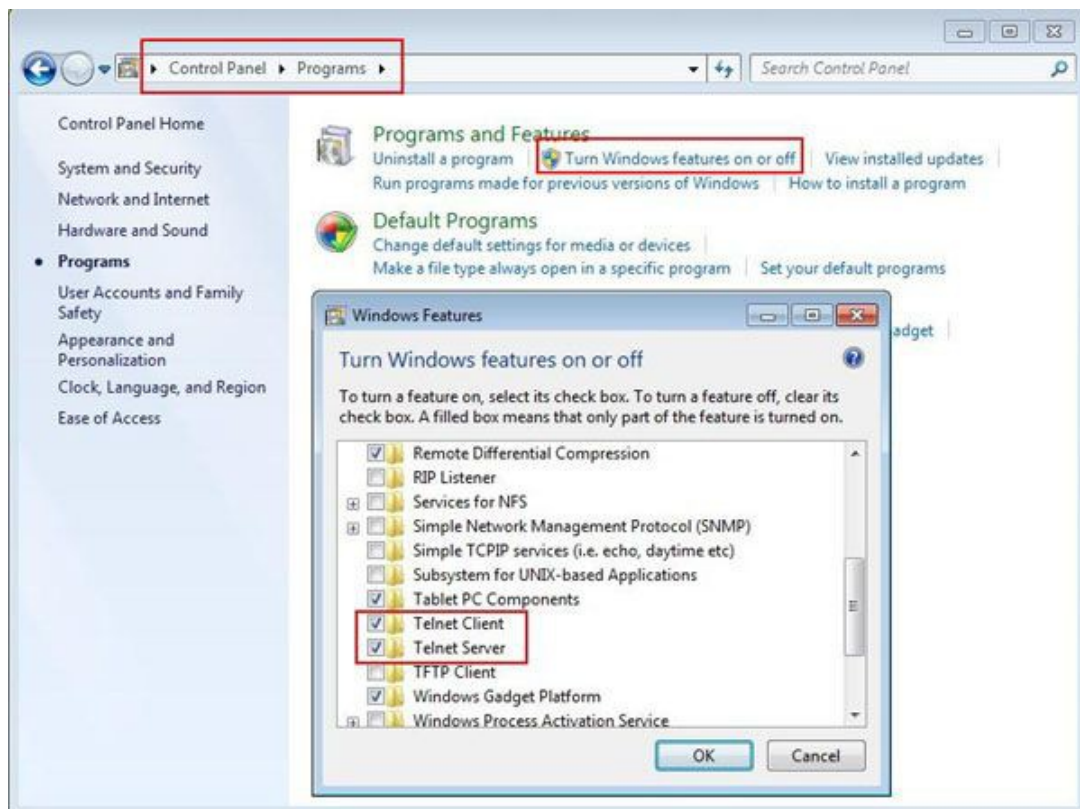 Control Panel Programs
Search Control Panel
Control Panel Home
System and Security
Network and Internet
Hardware and Sound
Programs
User Accounts and Family
Safety
Appearance and
Personalization
Clock, Language, and Region
Ease of Access
Programs and Features
Uninstall a program Turn Windows features on or off View installed updates
Run programs made for previous versions of Windows How to install a program
Default Programs
Change default settings for media or devices
Make a file type always open in a specific program Set your default programs
adget
Windows Features
Turn Windows features on or off
To turn a feature on, select its check box. To turn a feature off, clear its
check box. A filled box means that only part of the feature is turned on.
Remote Differential Compression
RIP Listener
Services for NFS
Simple Network Management Protocol (SNMP)
Simple TCPIP services (i.e. echo, daytime etc)
Subsystem for UNIX-based Applications
Tablet PC Components
Telnet Client
Telnet Server
TFTP Client
Windows Gadget Platform
Windows Process Activation Service
OK Cancel